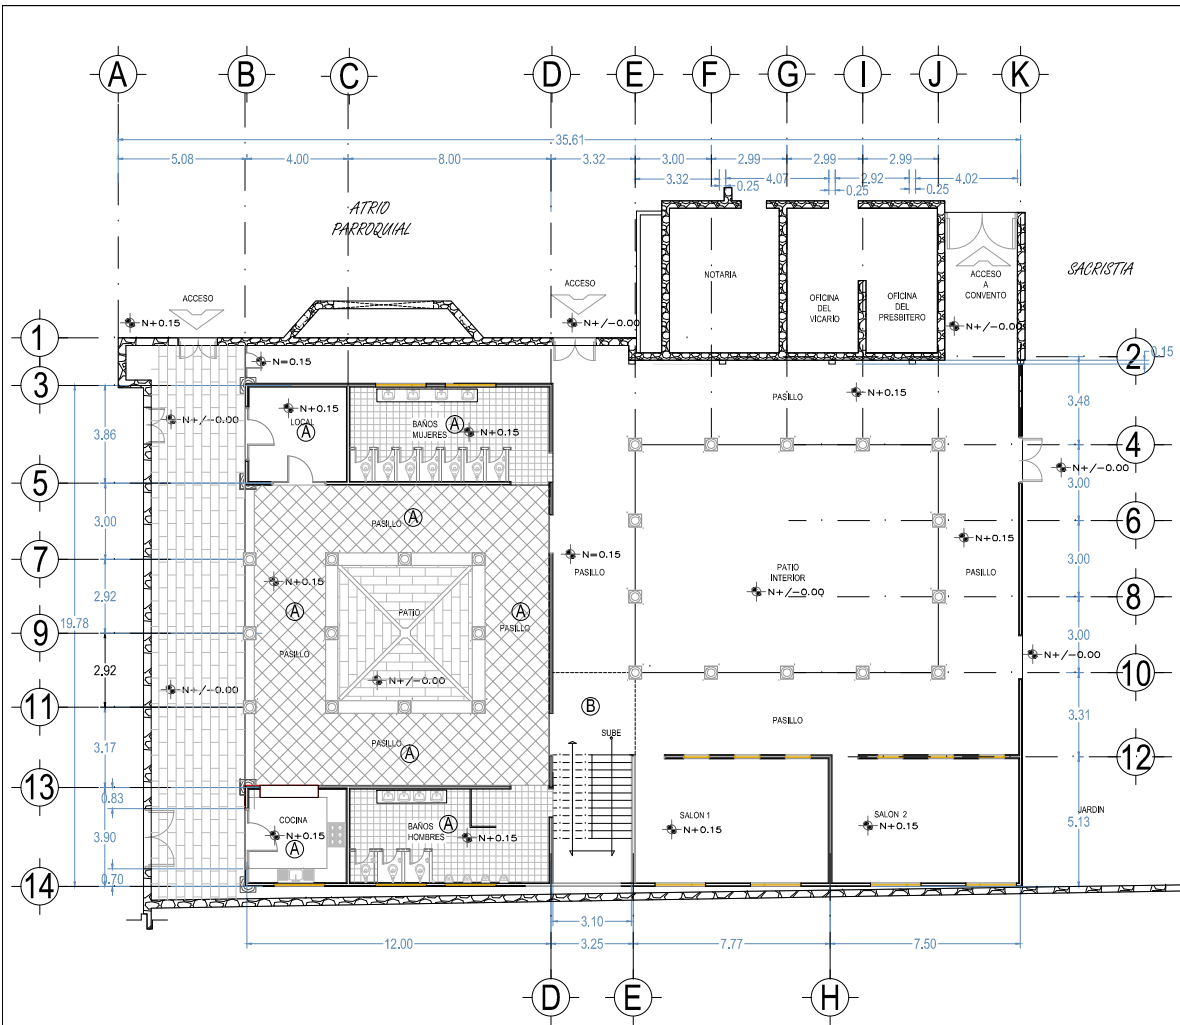 A B C D E F G I J K
35.61
5.08 4.00 8.00 3.32 3.00 2.99 2.99 2.99
3.32 4.07 2.92 4.02
0.25 0.25 0.25
ATRIO
PARROQUIAL
SACRISTIA
NOTARIA
OFICINA
DEL
VICARIO
OFICINA
DEL
PRESBITERO
ACCESO
A
CONVENTO
N+/-0.00
ACCESO
N+0.15
ACCESO
N+/-0.00
1
2
0.15
3
N=0.15
N+/-0.00
N+0.15
LOCAL
A
BAÑOS
MUJERES
A
N+0.15
PASILLO
N+0.15
3.48
3.86
4
N+/-0.00
3.00
5
3.00
PASILLO
A
6
N+0.15
PASILLO
3.00
7
N=0.15
PASILLO
N+0.15
2.92
PATIO
INTERIOR
N+/-0.00
8
A
PATIO
A
PASILLO
19.78
9
3.00
PASILLO
2.92
N+/-0.00
N+/-0.00
N+/-0.00
10
11
B
PASILLO
3.31
3.17
PASILLO
A
SUBE
12
13
0.83
COCINA
N+0.15
A
BAÑOS
HOMBRES
A
N+0.15
SALON 1
N+0.15
SALON 2
N+0.15
JARDIN
5.13
3.90
0.70
14
3.10
12.00 3.25 7.77 7.50
D E H